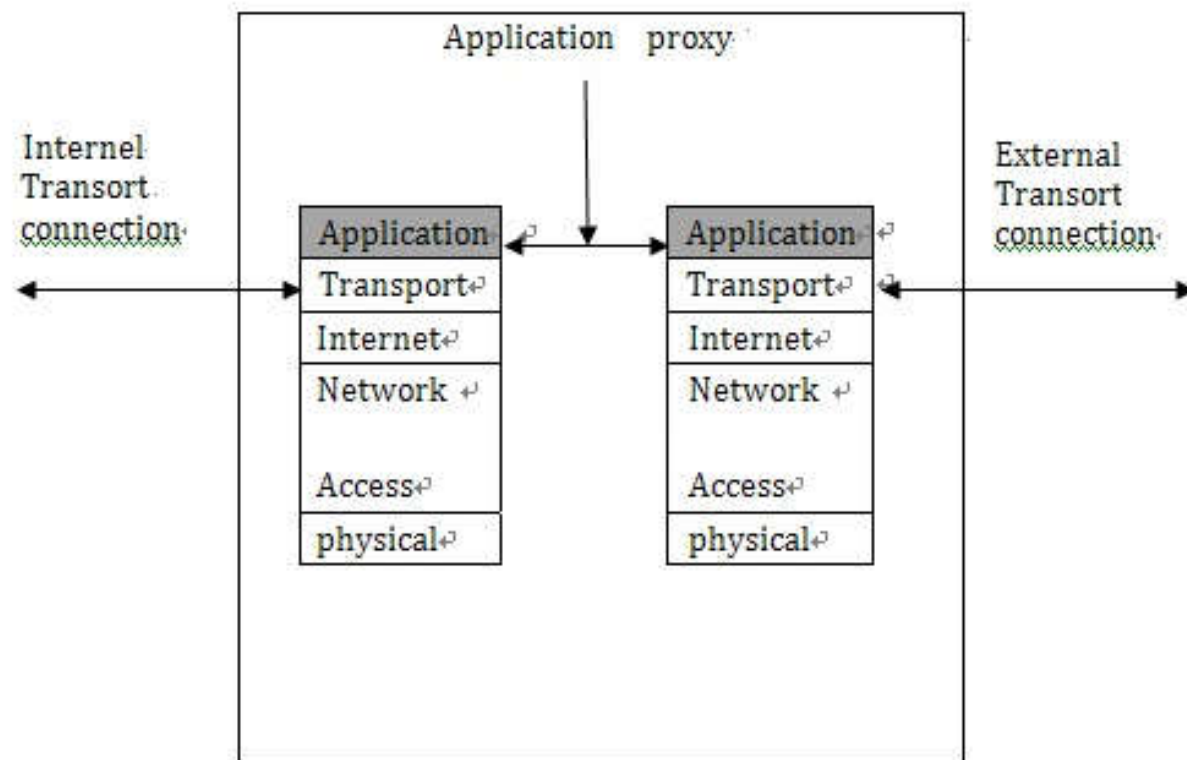 Application proxy
Internel
Transort
connection
External
Transort
connection
Application
Transport
Internet
Network
Access
physical
Application
Transport
Internet
Network
Access
physical